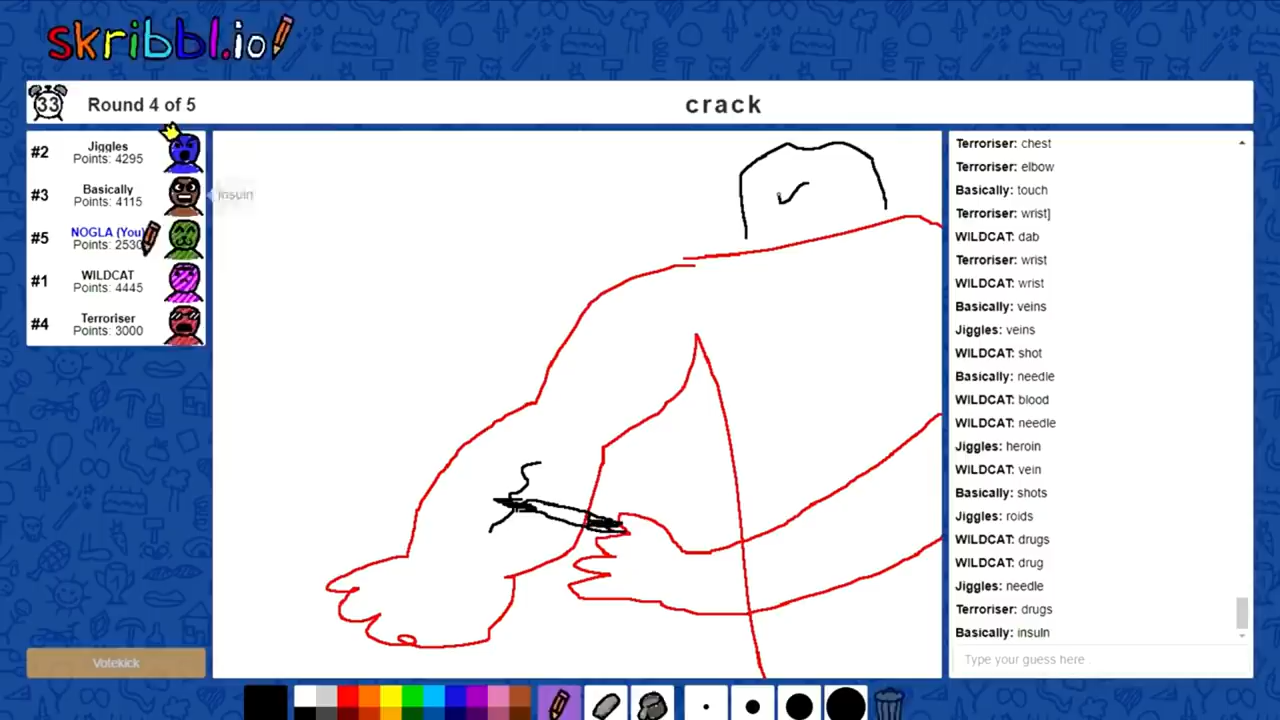 skribbl.io
33
Round 4 of 5
crack
#2
Jiggles
Points: 4295
#3
Basically
Points: 4115
insuln
#5
NOGLA (You)
Points: 2530
#1
WILDCAT
Points: 4445
#4
Terroriser
Points: 3000
Votekick
Terroriser: chest
Terroriser: elbow
Basically: touch
Terroriser: wrist]
WILDCAT: dab
Terroriser: wrist
WILDCAT: wrist
Basically: veins
Jiggles: veins
WILDCAT: shot
Basically: needle
WILDCAT: blood
WILDCAT: needle
Jiggles: heroin
WILDCAT: vein
Basically: shots
Jiggles: roids
WILDCAT: drugs
WILDCAT: drug
Jiggles: needle
Terroriser: drugs
Basically: insuln
Type your guess here...